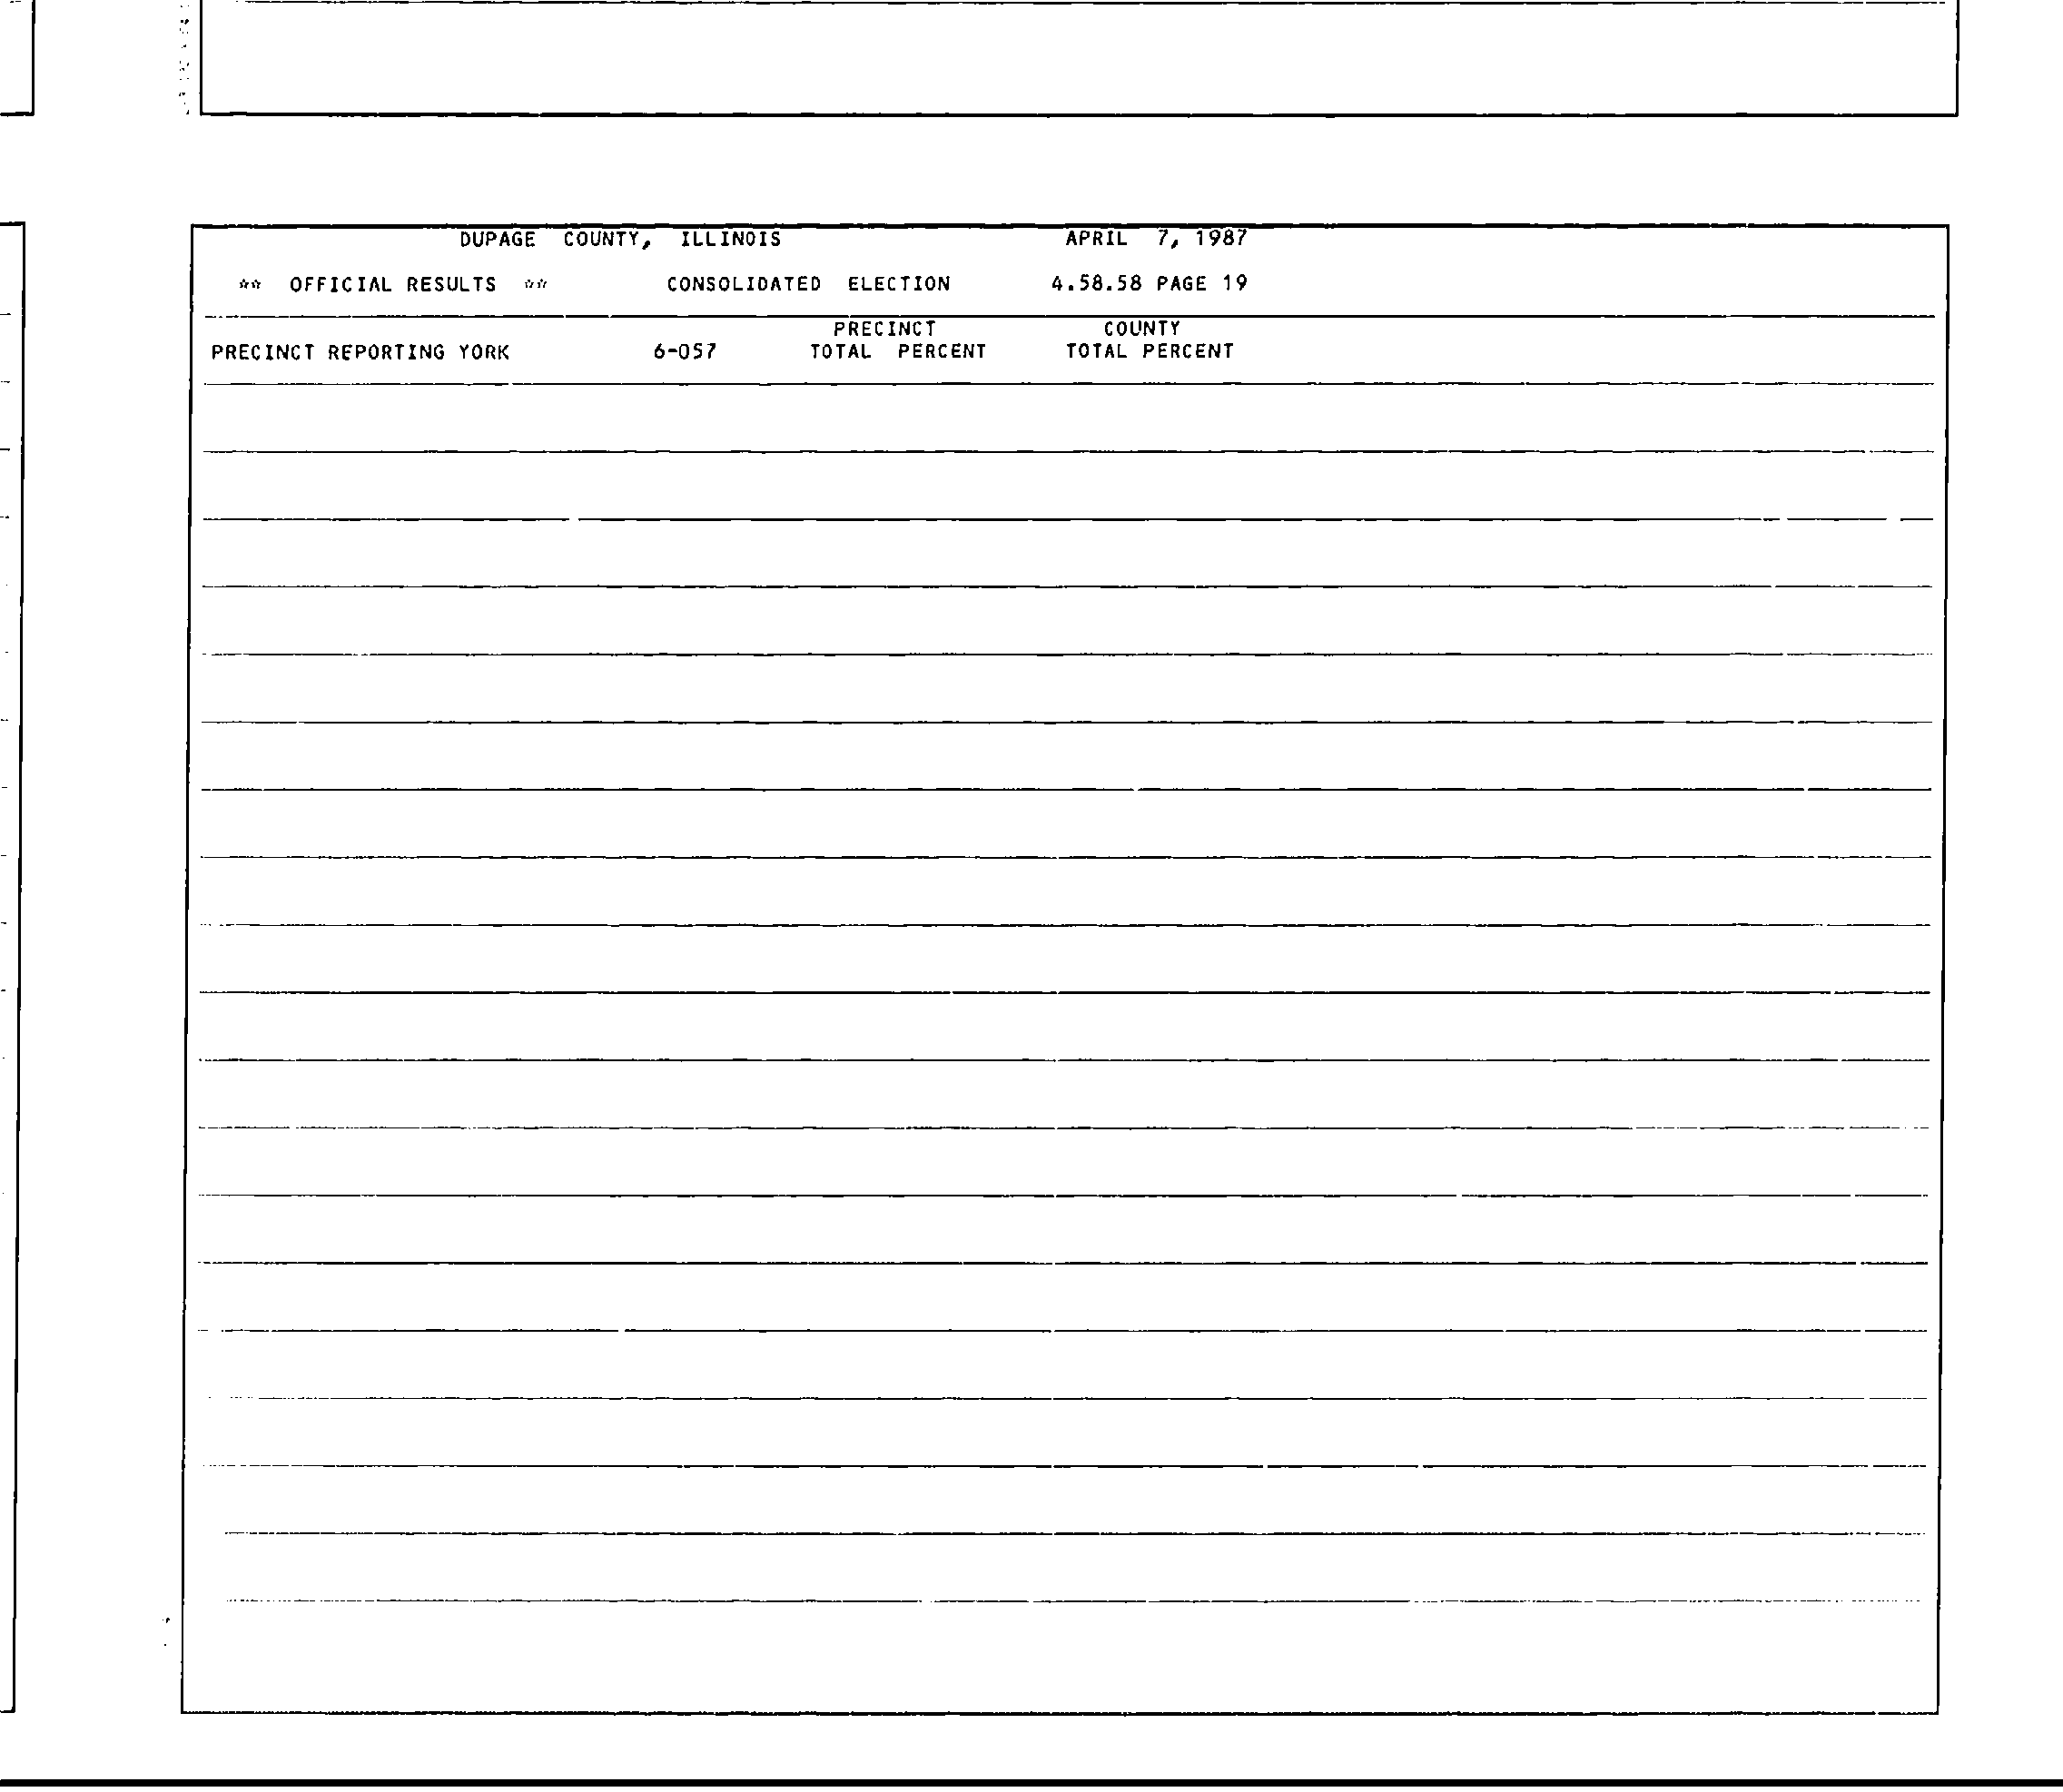 DUPAGE COUNTY, ILLINOIS APRIL 7, 1987
** OFFICIAL RESULTS ** CONSOLIDATED ELECTION 4.58.58 PAGE 19
PRECINCT COUNTY
PRECINCT REPORTING YORK 6-057 TOTAL PERCENT TOTAL PERCENT